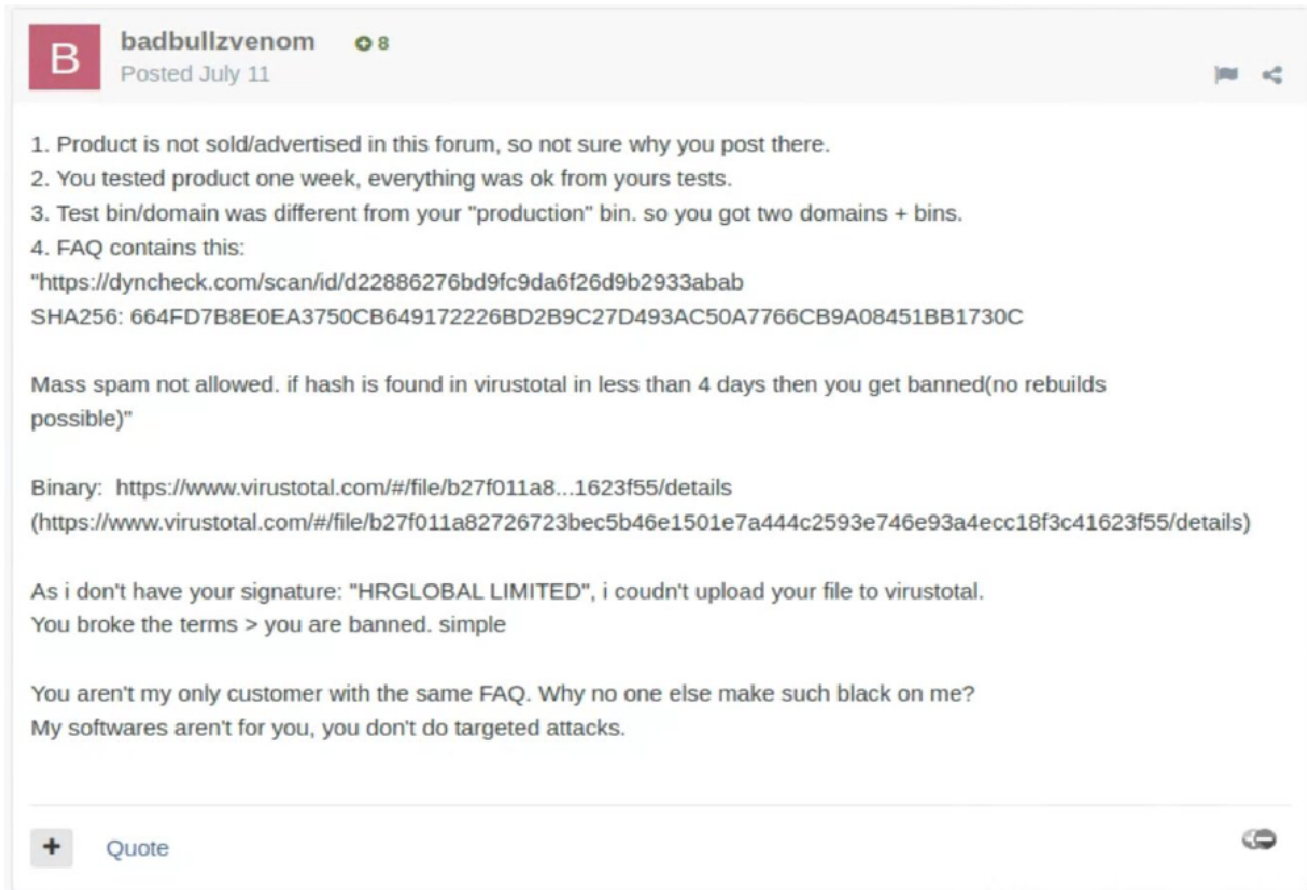 B
badbullzvenom 8
Posted July 11
1. Product is not sold/advertised in this forum, so not sure why you post there.
2. You tested product one week, everything was ok from yours tests.
3. Test bin/domain was different from your "production" bin. so you got two domains + bins.
4. FAQ contains this:
"https://dyncheck.com/scan/id/d22886276bd9fc9da6f26d9b2933abab
SHA256: 664FD7B8E0EA3750CB649172226BD2B9C27D493AC50A7766CB9A08451BB1730C
Mass spam not allowed. if hash is found in virustotal in less than 4 days then you get banned(no rebuilds
possible)"
Binary: https://www.virustotal.com/#/file/b27f011a8...1623f55/details
(https://www.virustotal.com/#/file/b27f011a82726723bec5b46e1501e7a444c2593e746e93a4ecc18f3c41623f55/details)
As i don't have your signature: "HRGLOBAL LIMITED", i coudn't upload your file to virustotal.
You broke the terms > you are banned. simple
You aren't my only customer with the same FAQ. Why no one else make such black on me?
My softwares aren't for you, you don't do targeted attacks.
+ Quote